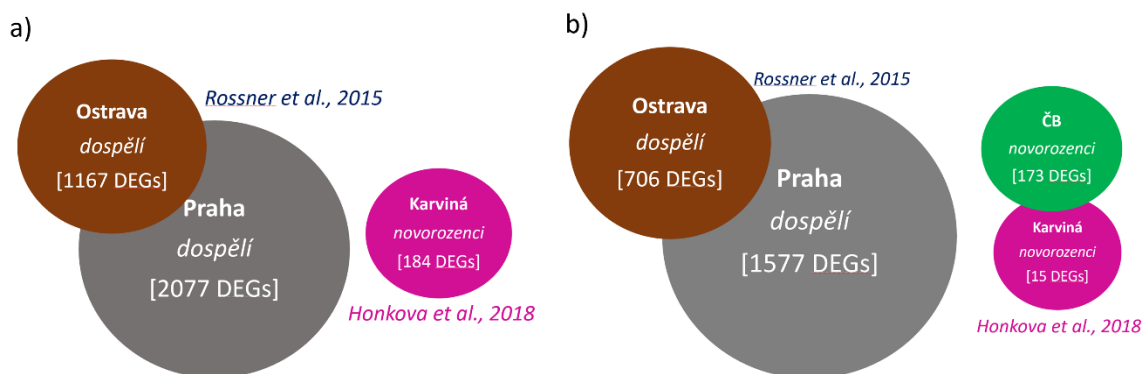 a)
Ostrava
dospělí
[1167 DEGs]
Rossner et al., 2015
Praha
dospělí
[2077 DEGs]
Karviná
novorozenci
[184 DEGs]
Honkova et al., 2018
b)
Ostrava
dospělí
[706 DEGs]
Rossner et al., 2015
Praha
dospělí
[1577 DEGs]
ČB
novorozenci
[173 DEGs]
Karviná
novorozenci
[15 DEGs]
Honkova et al., 2018